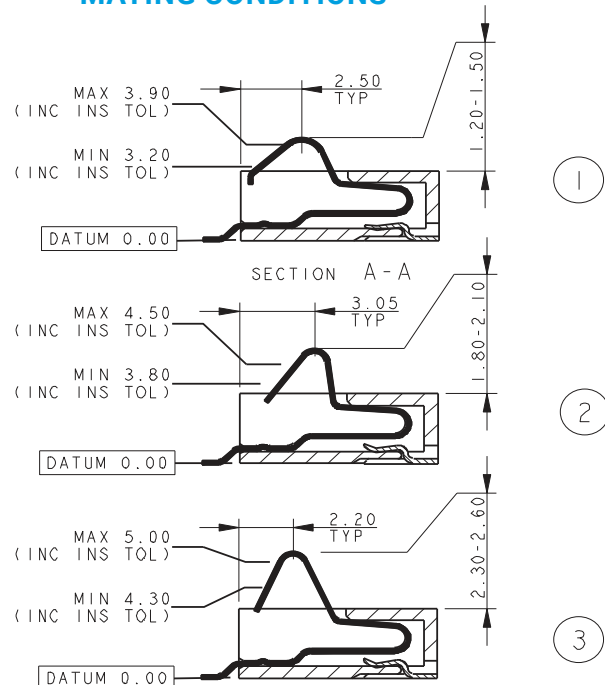 MATING CONDITIONS
MAX 3.90
(INC INS TOL)
2.50
TYP
1.20-1.50
MIN 3.20
(INC INS TOL)
1
DATUM 0.00
SECTION A-A
MAX 4.50
(INC INS TOL)
3.05
TYP
1.80-2.10
MIN 3.80
(INC INS TOL)
2
DATUM 0.00
MAX 5.00
(INC INS TOL)
2.20
TYP
2.30-2.60
MIN 4.30
(INC INS TOL)
3
DATUM 0.00